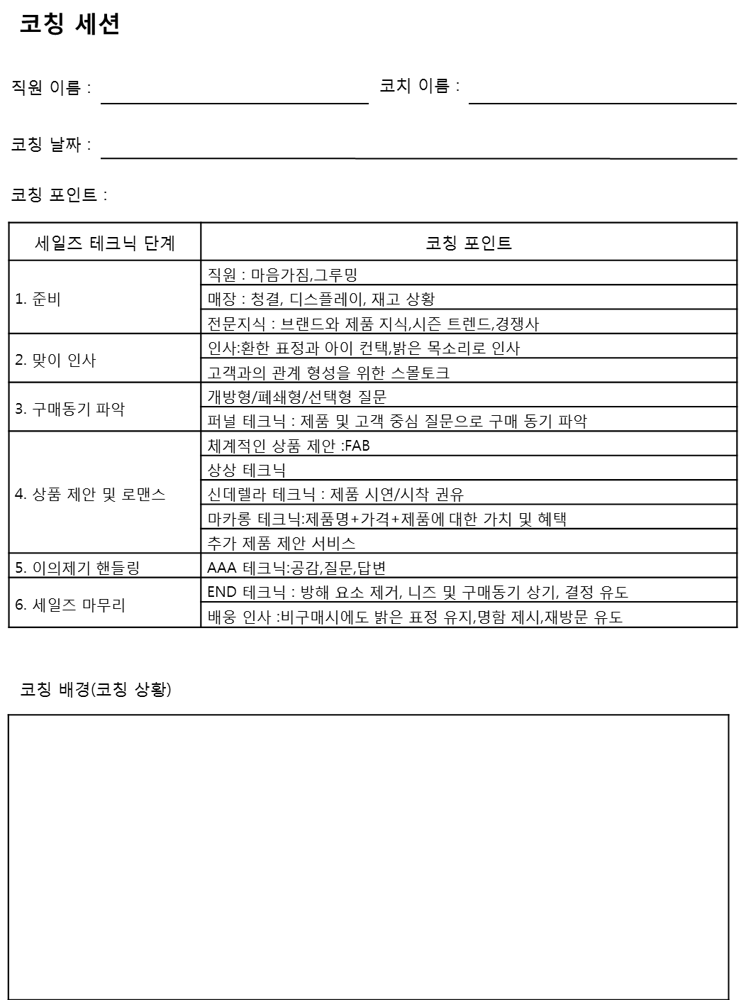 코칭 세션
직원 이름 :
코치 이름 :
코칭 날짜 :
코칭 포인트 :
세일즈 테크닉 단계
코칭 포인트
1. 준비
직원 : 마음가짐,그루밍
매장 : 청결, 디스플레이, 재고 상황
전문지식 : 브랜드와 제품 지식,시즌 트렌드,경쟁사
2. 맞이 인사
인사:환한 표정과 아이 컨택,밝은 목소리로 인사
고객과의 관계 형성을 위한 스몰토크
3. 구매동기 파악
개방형/폐쇄형/선택형 질문
퍼널 테크닉 : 제품 및 고객 중심 질문으로 구매 동기 파악
4. 상품 제안 및 로맨스
체계적인 상품 제안 :FAB
상상 테크닉
신데렐라 테크닉 : 제품 시연/시착 권유
마카롱 테크닉:제품명+가격+제품에 대한 가치 및 혜택
추가 제품 제안 서비스
5. 이의제기 핸들링
AAA 테크닉:공감,질문,답변
6. 세일즈 마무리
END 테크닉 : 방해 요소 제거, 니즈 및 구매동기 상기, 결정 유도
배웅 인사 :비구매시에도 밝은 표정 유지,명함 제시,재방문 유도
코칭 배경(코칭 상황)